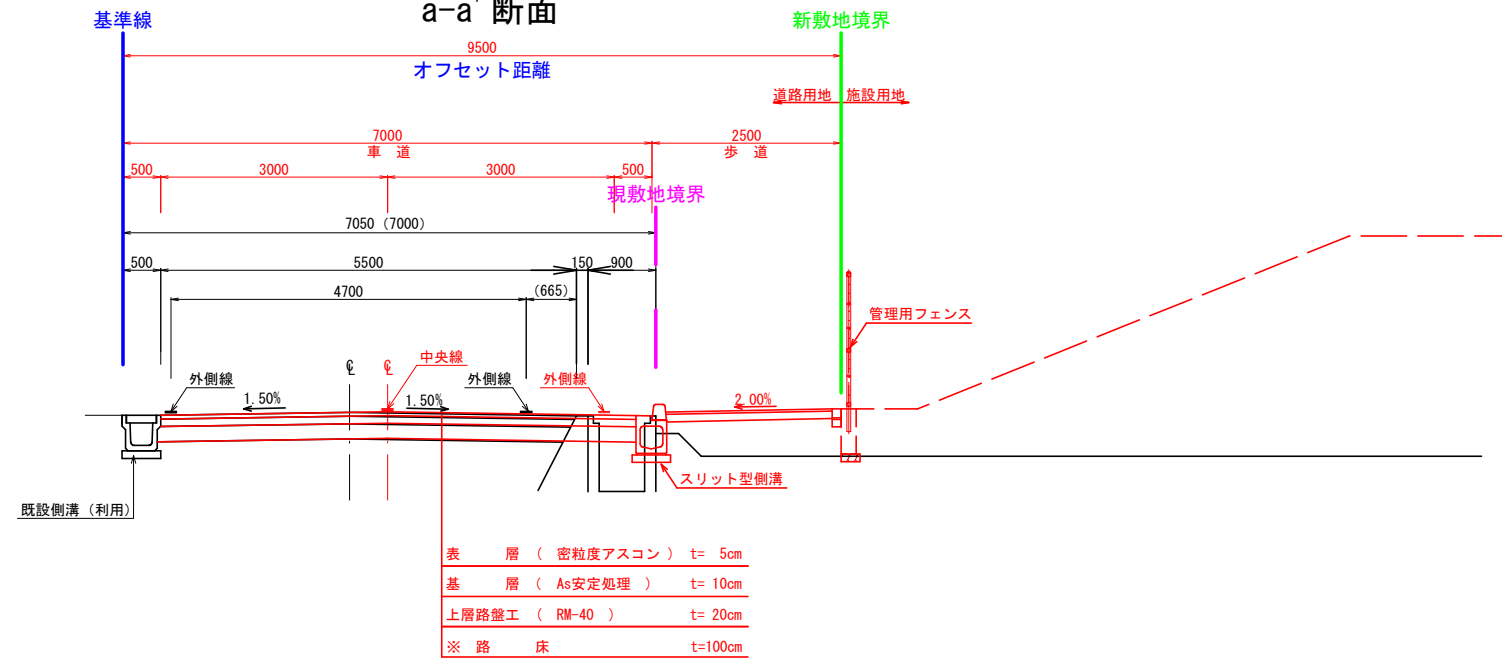 a-a' 断面
基準線
新敷地境界
9500
オフセット距離
道路用地 施設用地
7000
2500
車 道
歩 道
500
3000
3000
500
現敷地境界
7050 (7000)
500
5500
150
900
4700
(665)
管理用フェンス
中央線
外側線
外側線
外側線
1.50%
1.50%
2.00%
スリット型側溝
既設側溝 (利用)
表 層 ( 密粒度アスコン ) t= 5cm
基 層 ( As安定処理 ) t= 10cm
上層路盤工 ( RM-40 ) t= 20cm
※ 路 床 t=100cm